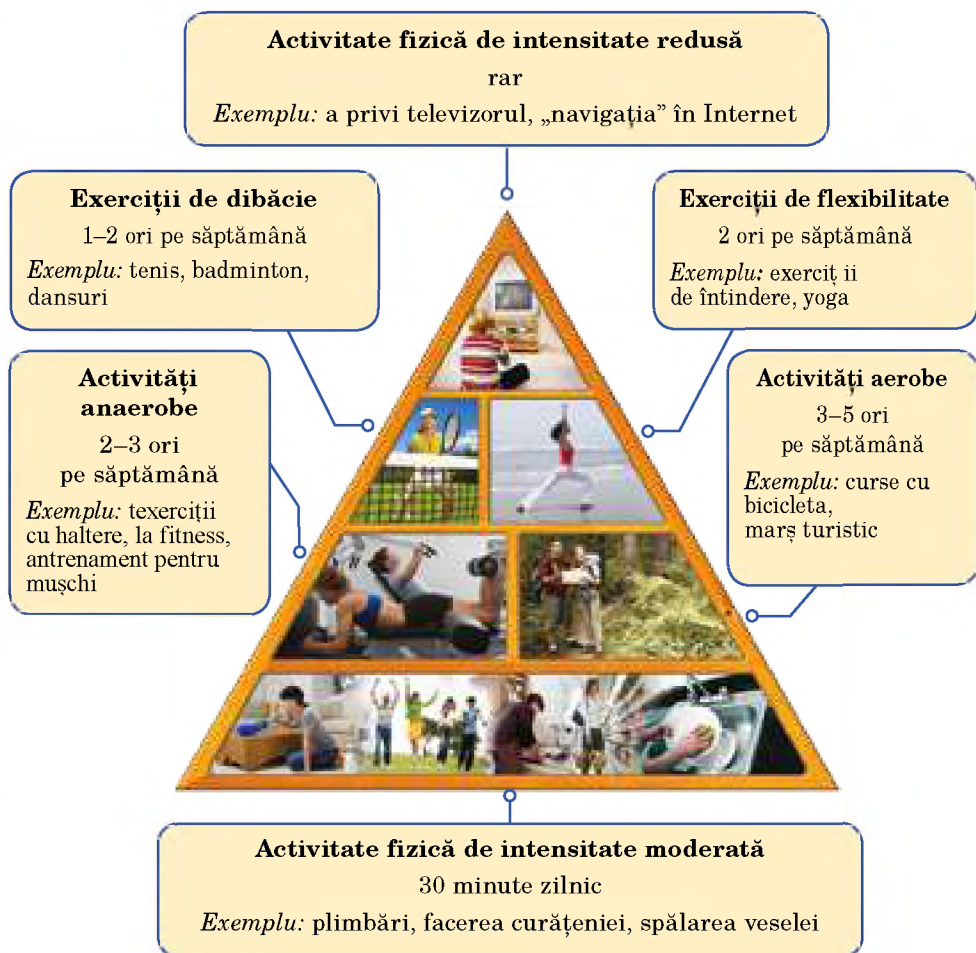 Activitate fizică de intensitate redusă
rar
Exemplu: a privi televizorul, „navigația” în Internet
Exerciții de dibăcie
1–2 ori pe săptămână
Exemplu: tenis, badminton,
dansuri
Exerciții de flexibilitate
2 ori pe săptămână
Exemplu: exerciț ii
de întindere, yoga
Activități
anaerobe
2–3 ori
pe săptămână
Exemplu: texerciții
cu haltere, la fitness,
antrenament pentru
mușchi
Activități aerobe
3–5 ori
pe săptămână
Exemplu: curse cu
bicicleta,
marș turistic
Activitate fizică de intensitate moderată
30 minute zilnic
Exemplu: plimbări, facerea curățeniei, spălarea veselei